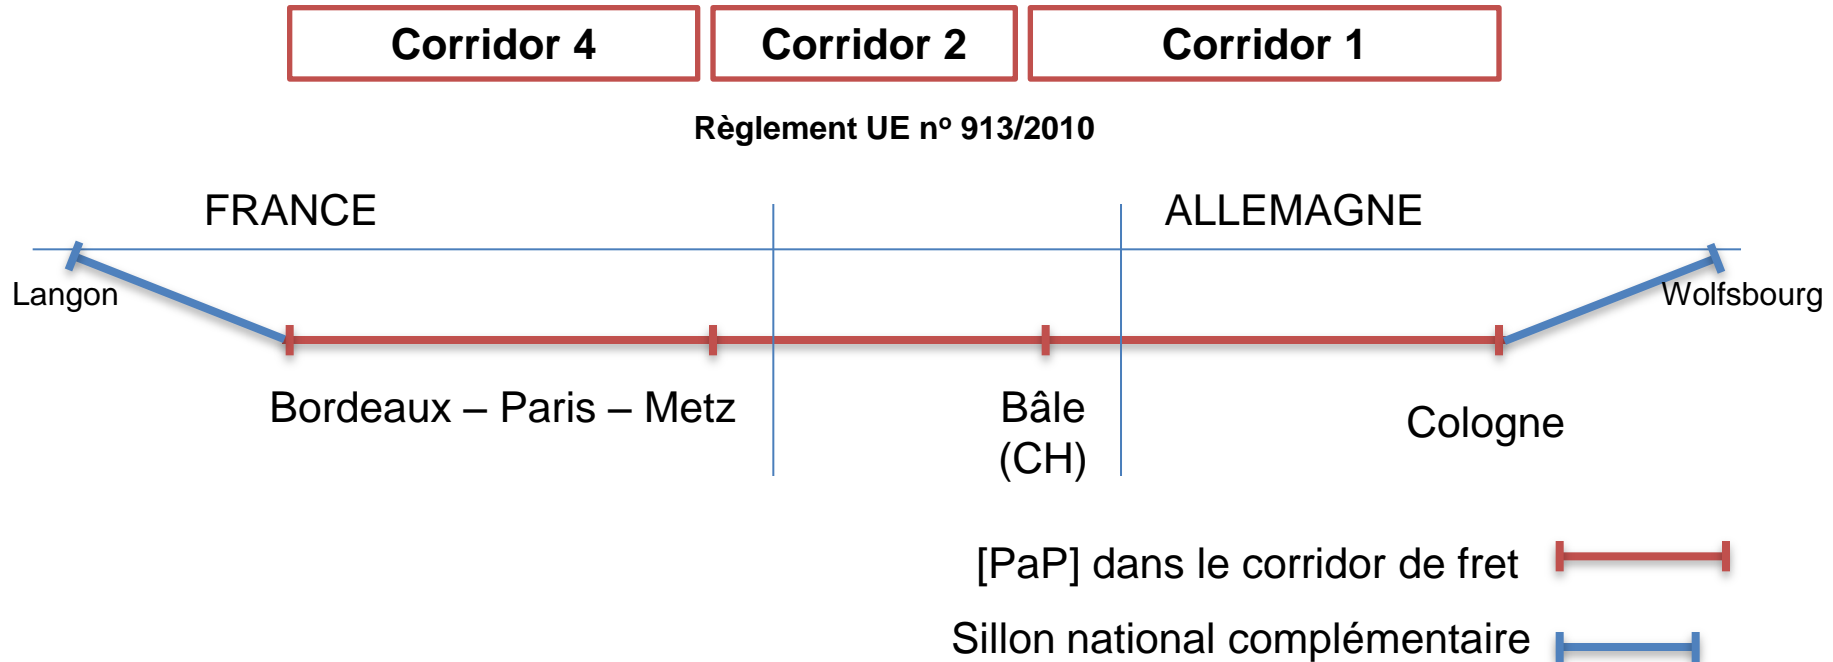 Corridor 4
Corridor 2
Corridor 1
Règlement UE nº 913/2010
FRANCE
ALLEMAGNE
Langon
Wolfsbourg
Bordeaux – Paris – Metz
Bâle
(CH)
Cologne
[PaP] dans le corridor de fret
Sillon national complémentaire